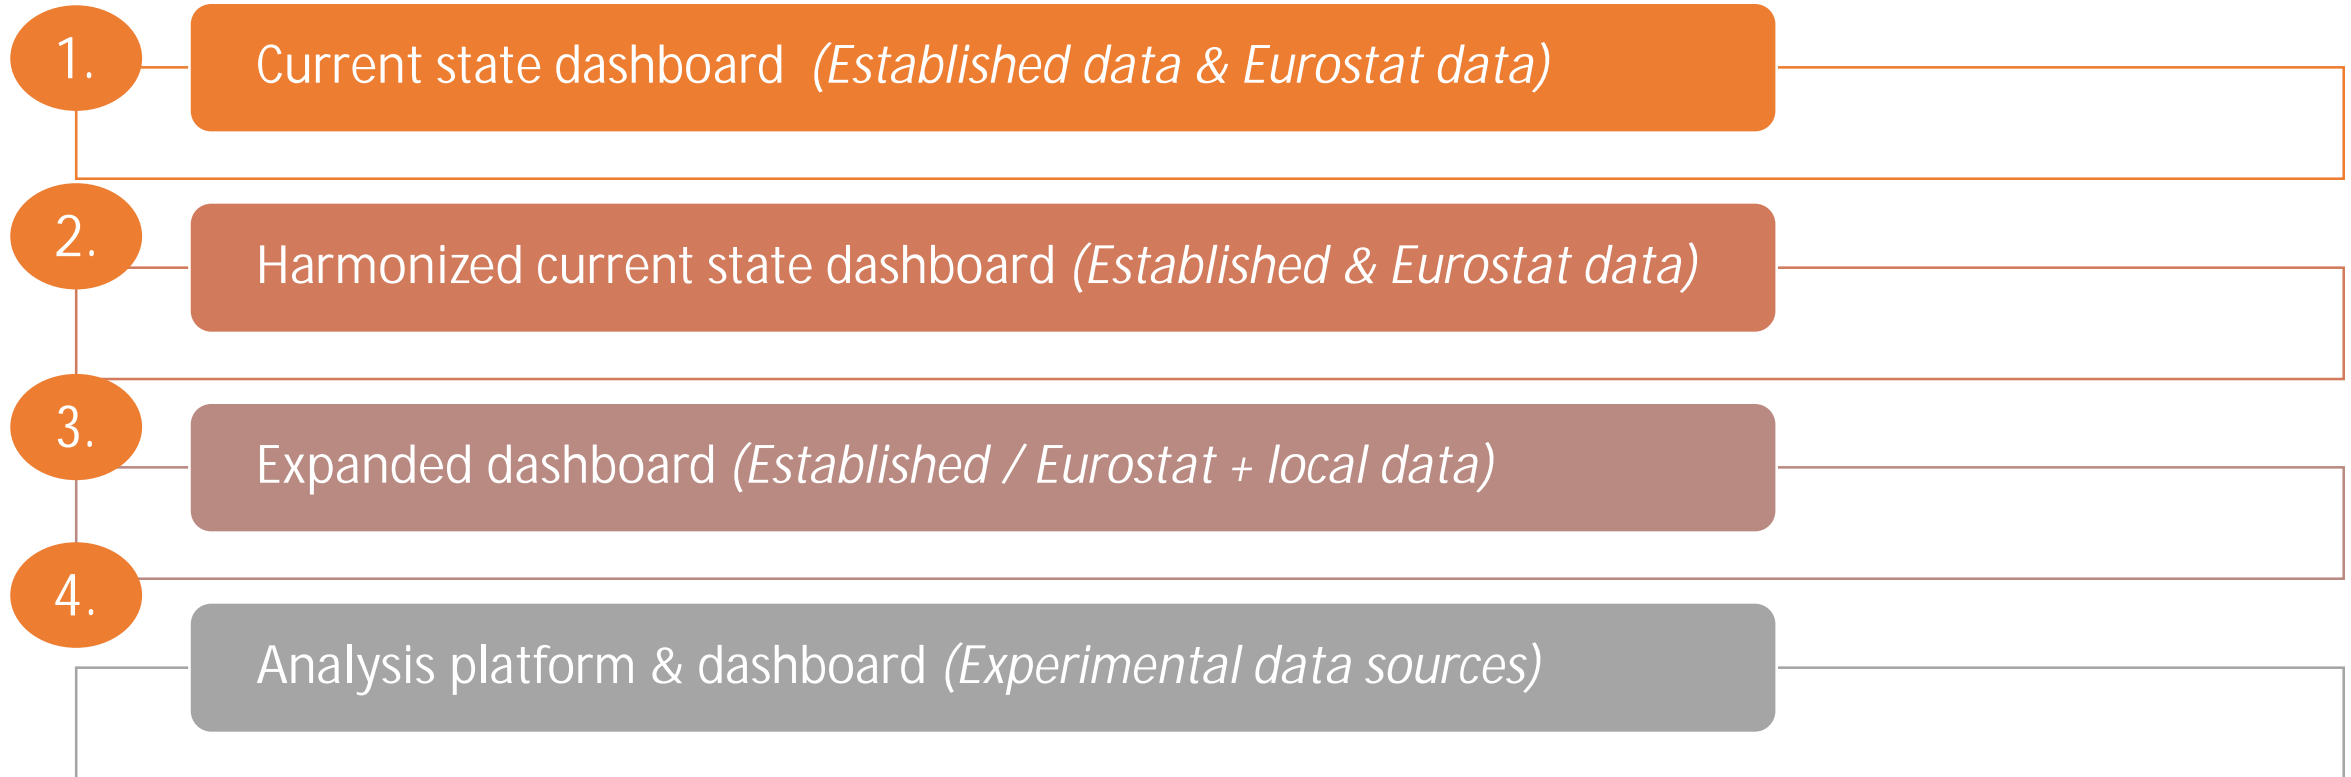 1.
Current state dashboard (Established data & Eurostat data)
2.
Harmonized current state dashboard (Established & Eurostat data)
3.
Expanded dashboard (Established / Eurostat + local data)
4.
Analysis platform & dashboard (Experimental data sources)